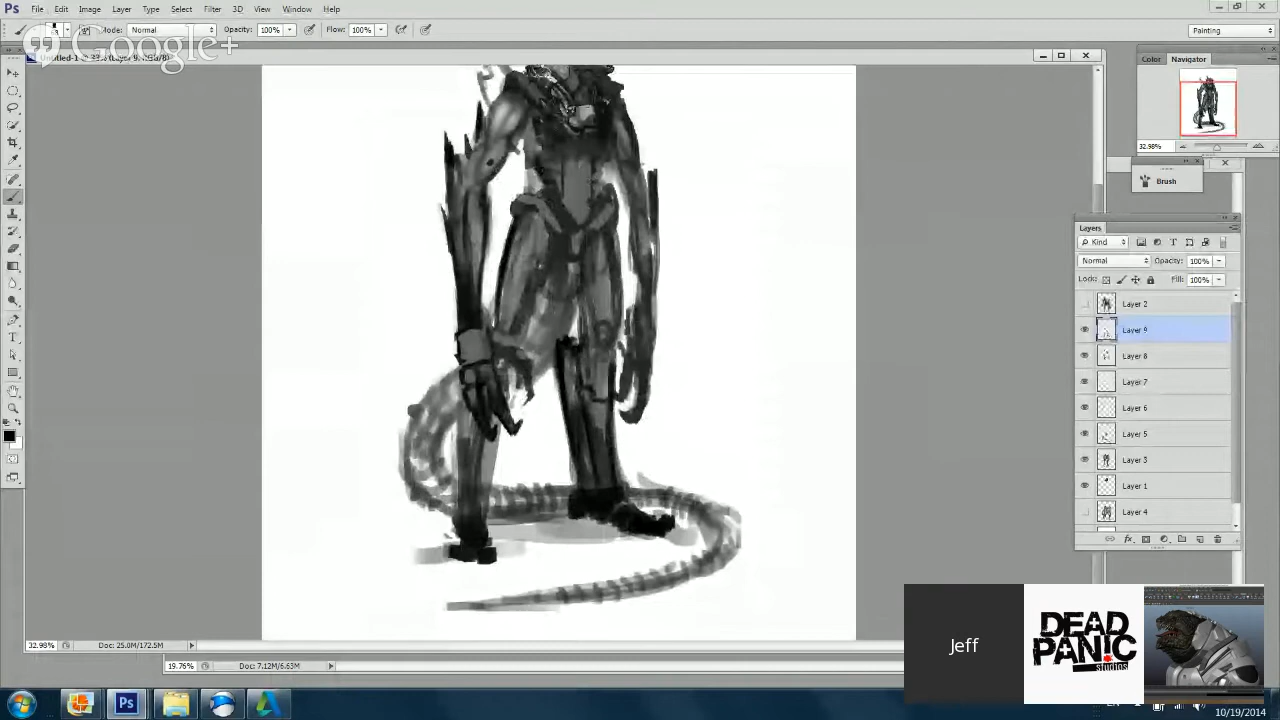 Ps File Edit Image Layer Type Select Filter 3D View Window Help
Mode: Normal Opacity: 100% Flow: 100% Painting
Google+
Color Navigator
32.98%
Brush
Layers
Kind
Normal Opacity: 100%
Lock: Fill: 100%
Layer 2
Layer 9
Layer 8
Layer 7
Layer 6
Layer 5
Layer 3
Layer 1
Layer 4
fx
32.98% Doc: 25.0M/172.5M
19.76% Doc: 7.12M/6.63M
Jeff
DEAD
PANIC
studios
Ps
10/19/2014